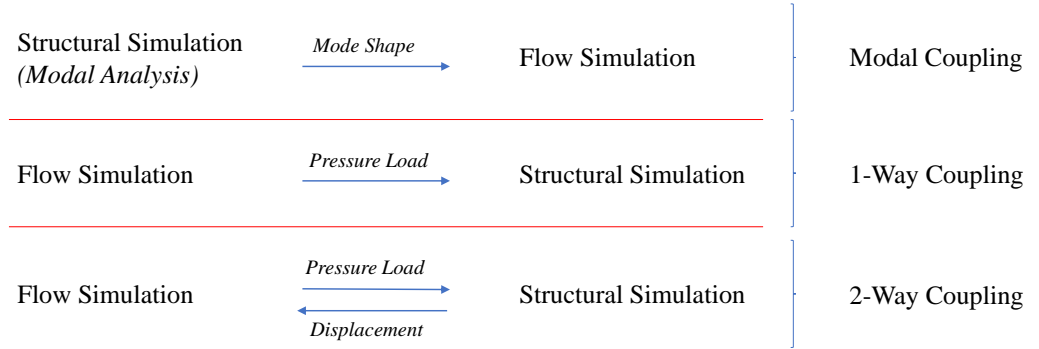 Structural Simulation
(Modal Analysis)
Mode Shape
Flow Simulation
Modal Coupling
Flow Simulation
Pressure Load
Structural Simulation
1-Way Coupling
Flow Simulation
Pressure Load
Displacement
Structural Simulation
2-Way Coupling